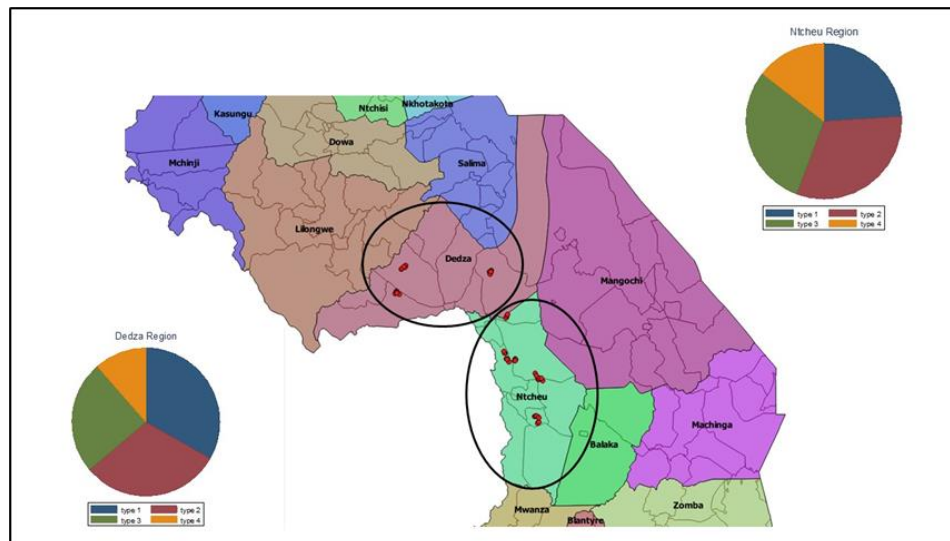 Ntcheu Region
type 1 type 2
type 3 type 4
Kasungu
Ntchisi
Nkhotakota
Dowa
Mchinji
Salima
Lilongwe
Dedza
Mangochi
Dedza Region
type 1 type 2
type 3 type 4
Ntcheu
Balaka
Machinga
Mwanza
Blantyre
Zomba